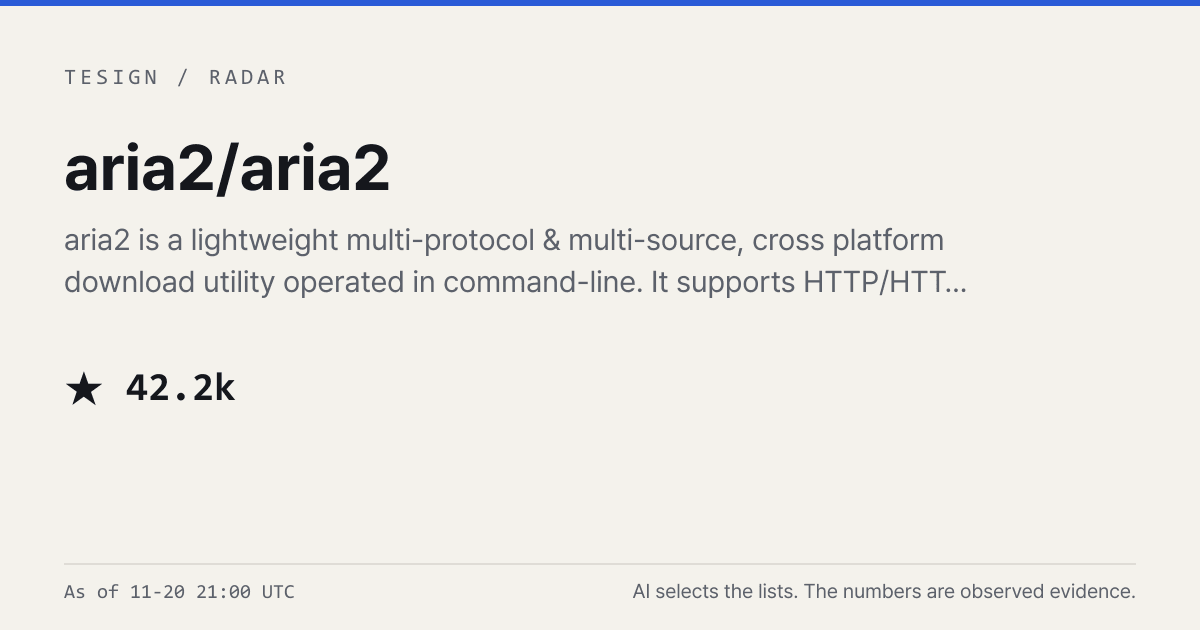 TESIGN / RADAR
aria2/aria2
aria2 is a lightweight multi-protocol & multi-source, cross platform
download utility operated in command-line. It supports HTTP/HTT...
★ 42.2k
As of 11-20 21:00 UTC
AI selects the lists. The numbers are observed evidence.